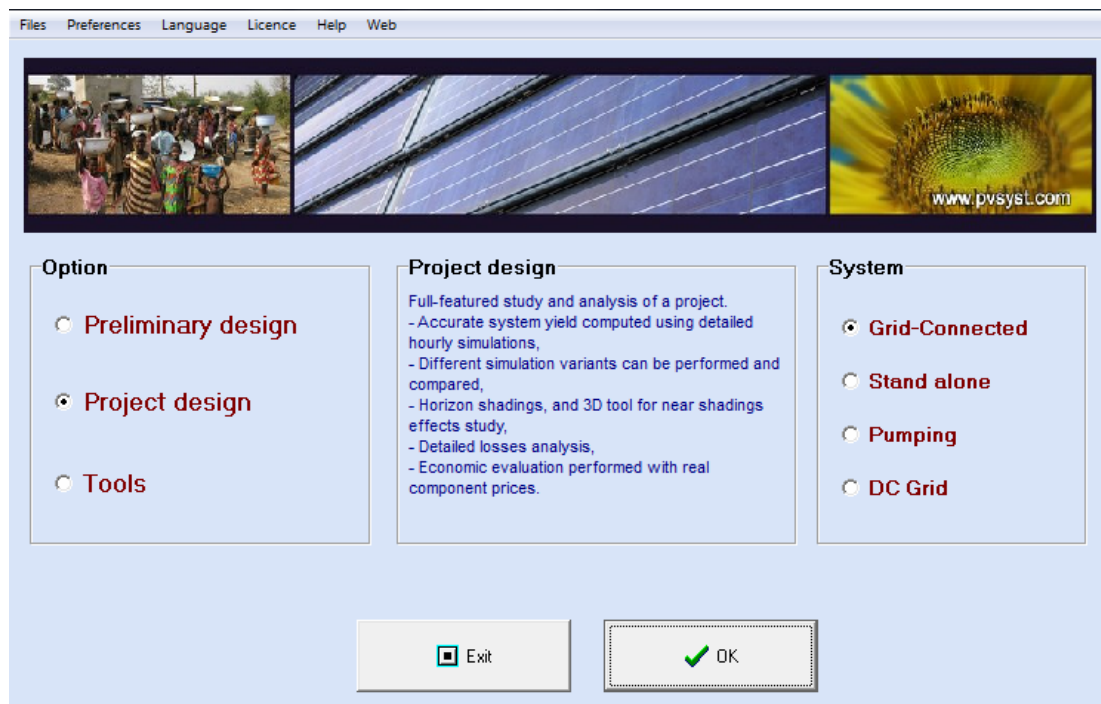 Files Preferences Language Licence Help Web
www.pvsyst.com
Option
Preliminary design
Project design
Tools
Project design
Full-featured study and analysis of a project.
- Accurate system yield computed using detailed
hourly simulations,
- Different simulation variants can be performed and
compared,
- Horizon shadings, and 3D tool for near shadings
effects study,
- Detailed losses analysis,
- Economic evaluation performed with real
component prices.
System
Grid-Connected
Stand alone
Pumping
DC Grid
Exit
OK